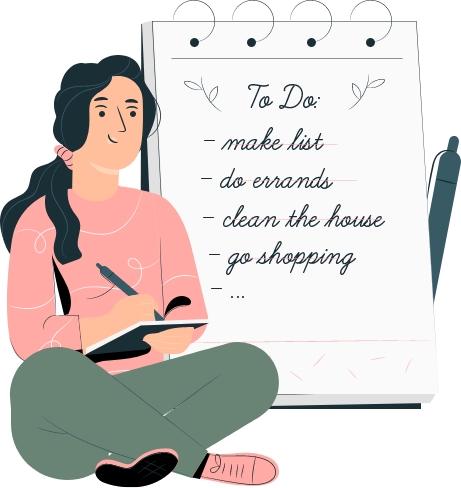 To Do:
- make list
- do errands
- clean the house
- go shopping
- ...